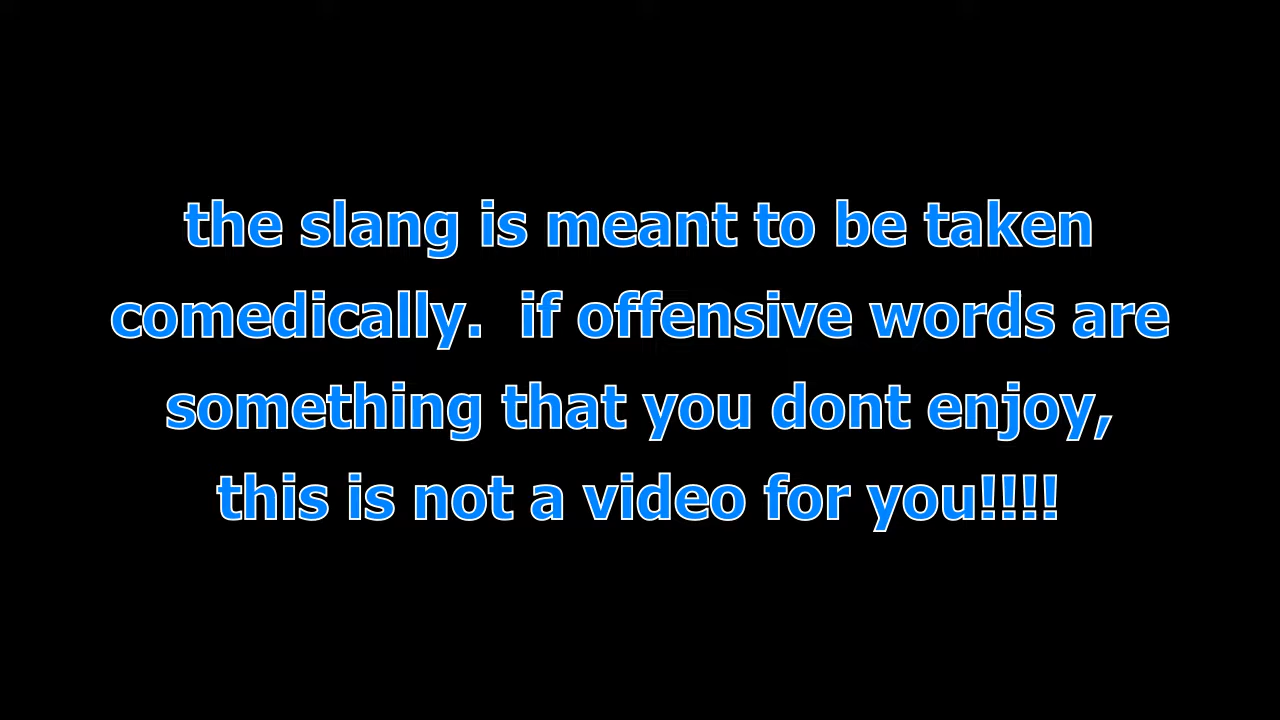 the slang is meant to be taken
comedically.  if offensive words are
something that you dont enjoy,
this is not a video for you!!!!